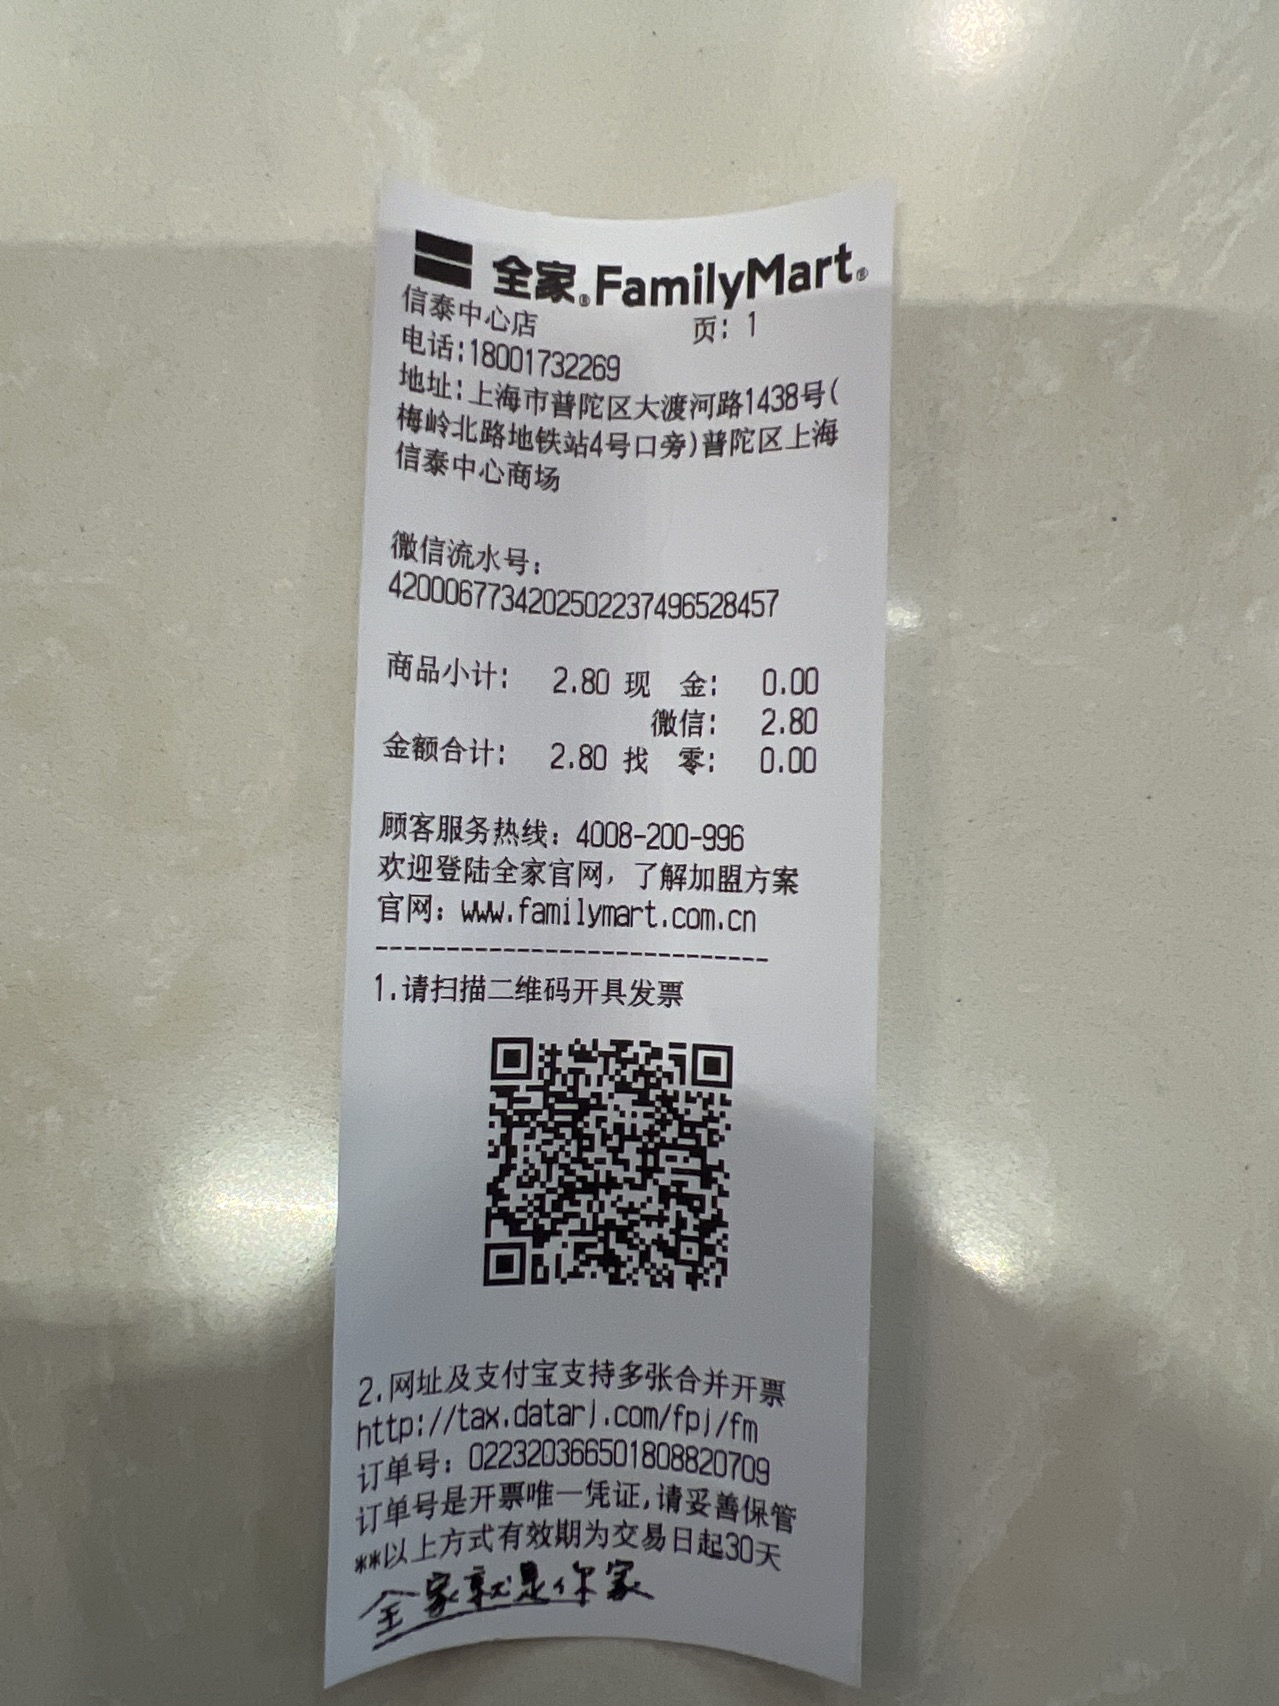 全家® FamilyMart®
信泰中心店 页: 1
电话:18001732269
地址:上海市普陀区大渡河路1438号(
梅岭北路地铁站4号口旁)普陀区上海
信泰中心商场
微信流水号:
4200067734202502237496528457
商品小计: 2.80 现 金: 0.00
微信: 2.80
金额合计: 2.80 找 零: 0.00
顾客服务热线: 4008-200-996
欢迎登陆全家官网,了解加盟方案
官网: www.familymart.com.cn
----------------------------
1.请扫描二维码开具发票
2.网址及支付宝支持多张合并开票
http://tax.datarj.com/fpj/fm
订单号: 022320366501808820709
订单号是开票唯一凭证,请妥善保管
**以上方式有效期为交易日起30天
全家就是你家